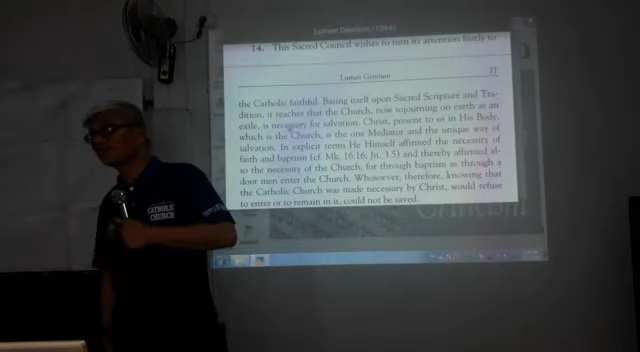 Lumen Gentium (1964)
14. This Sacred Council wishes to turn its attention firstly to
Lumen Gentium 77
the Catholic faithful. Basing itself upon Sacred Scripture and Tra-
dition, it teaches that the Church, now sojourning on earth as an
exile, is necessary for salvation. Christ, present to us in His Body,
which is the Church, is the one Mediator and the unique way of
salvation. In explicit terms He Himself affirmed the necessity of
faith and baptism (cf. Mk. 16:16; Jn. 3.5) and thereby affirmed al-
so the necessity of the Church, for through baptism as through a
door men enter the Church. Whosoever, therefore, knowing that
the Catholic Church was made necessary by Christ, would refuse
to enter or to remain in it, could not be saved.
Criticism
CATHOLIC
CHURCH